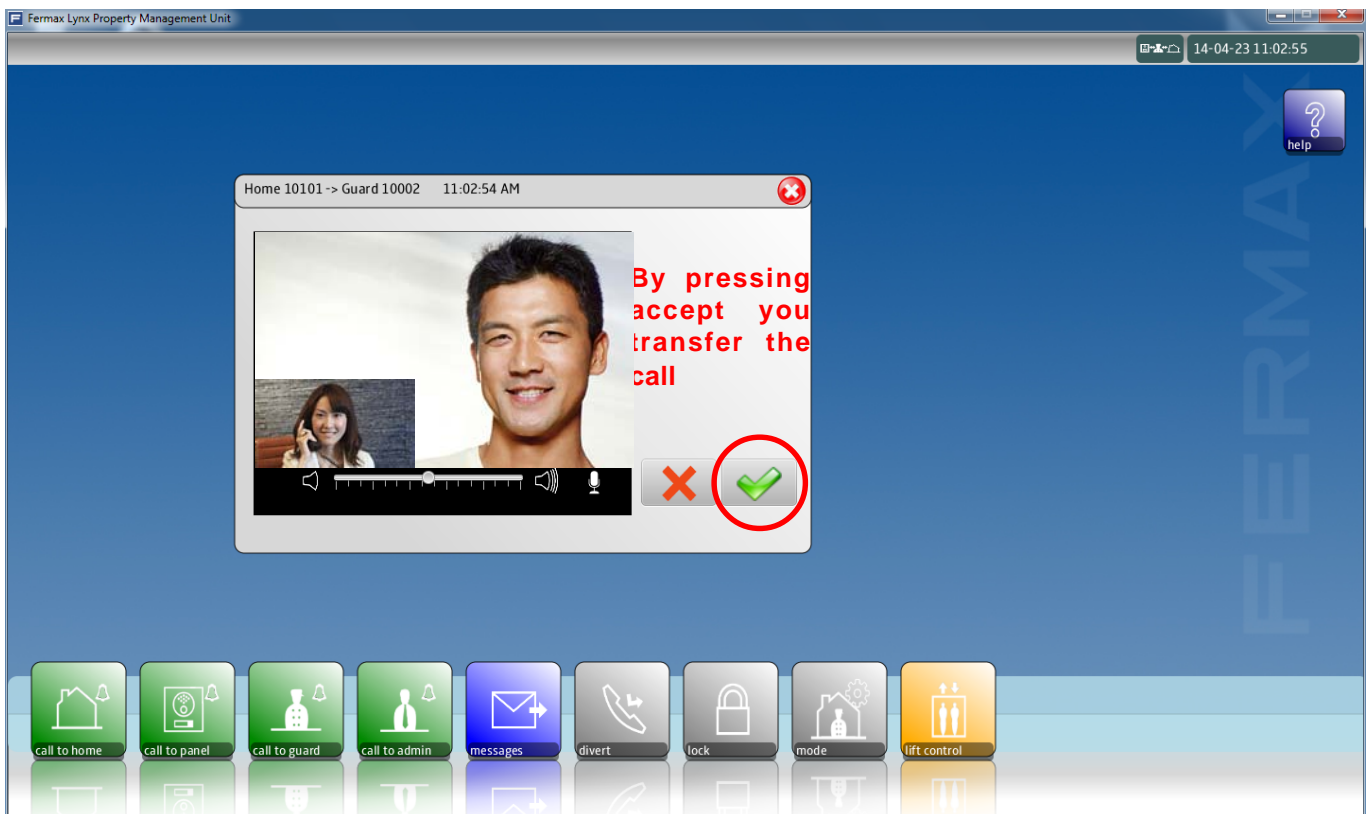 Fermax Lynx Property Management Unit
14-04-23 11:02:55
help
Home 10101 -> Guard 10002 11:02:54 AM
By pressing
accept you
transfer the
call
FERMAX
call to home call to panel call to guard call to admin messages divert lock mode lift control